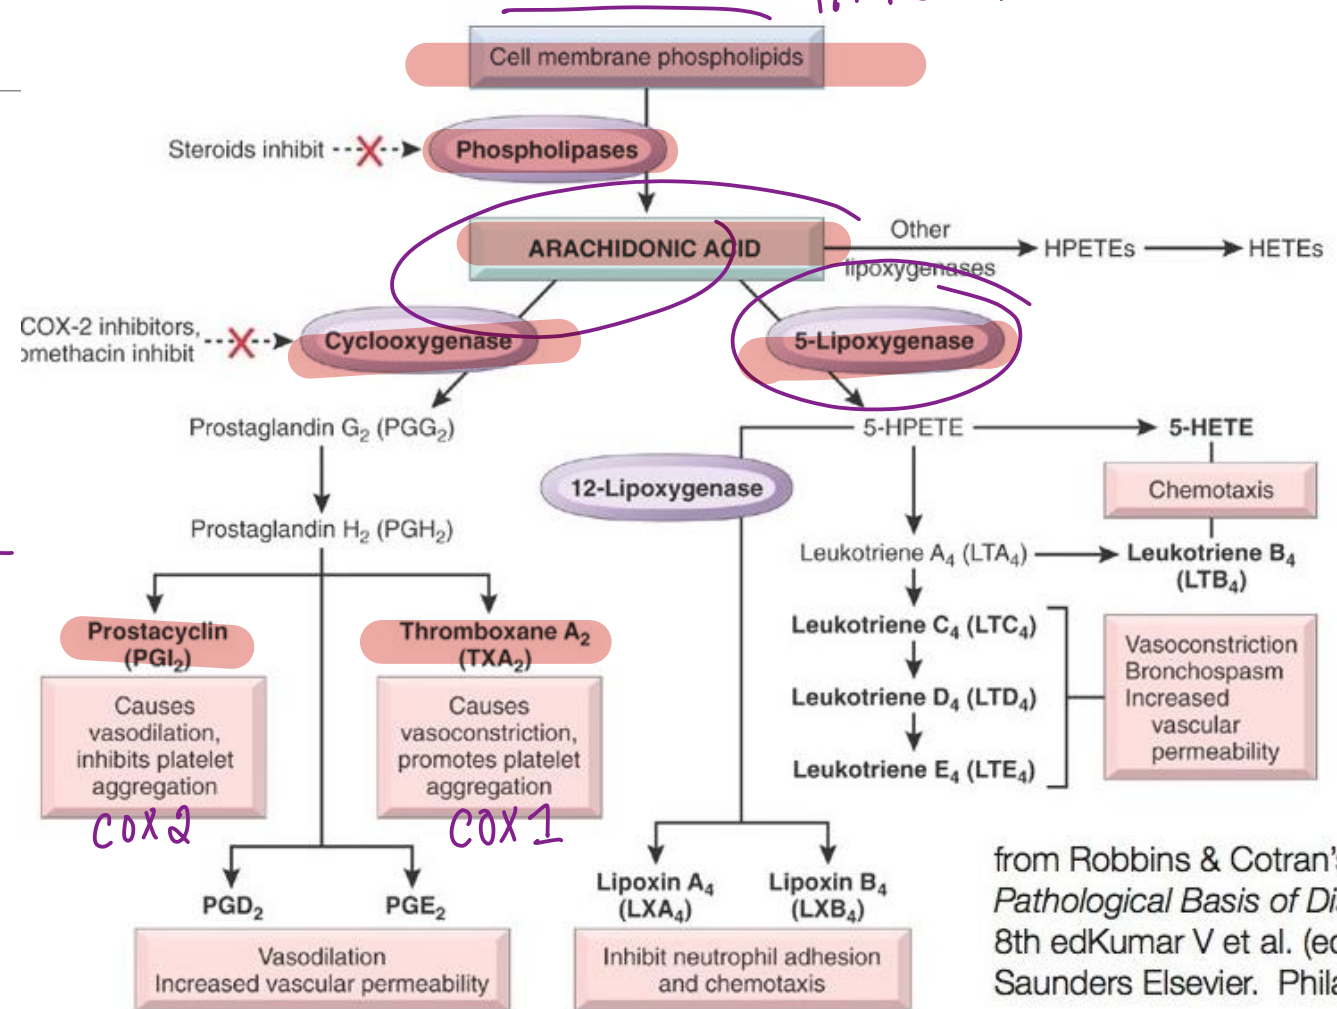 Cell membrane phospholipids
Steroids inhibit
Phospholipases
ARACHIDONIC ACID
Other
lipoxygenases
HPETEs
HETEs
COX-2 inhibitors,
omethacin inhibit
Cyclooxygenase
5-Lipoxygenase
Prostaglandin G₂ (PGG₂)
5-HPETE
5-HETE
12-Lipoxygenase
Chemotaxis
Prostaglandin H₂ (PGH₂)
Leukotriene A₄ (LTA₄)
Leukotriene B₄
(LTB₄)
Prostacyclin
(PGI₂)
Thromboxane A₂
(TXA₂)
Leukotriene C₄ (LTC₄)
Causes
vasodilation,
inhibits platelet
aggregation
Causes
vasoconstriction,
promotes platelet
aggregation
Leukotriene D₄ (LTD₄)
Leukotriene E₄ (LTE₄)
Vasoconstriction
Bronchospasm
Increased
vascular
permeability
COX2
COX1
PGD₂
PGE₂
Vasodilation
Increased vascular permeability
Lipoxin A₄
(LXA₄)
Lipoxin B₄
(LXB₄)
Inhibit neutrophil adhesion
and chemotaxis
from Robbins & Cotran's
Pathological Basis of Di
8th edKumar V et al. (ed
Saunders Elsevier. Phila